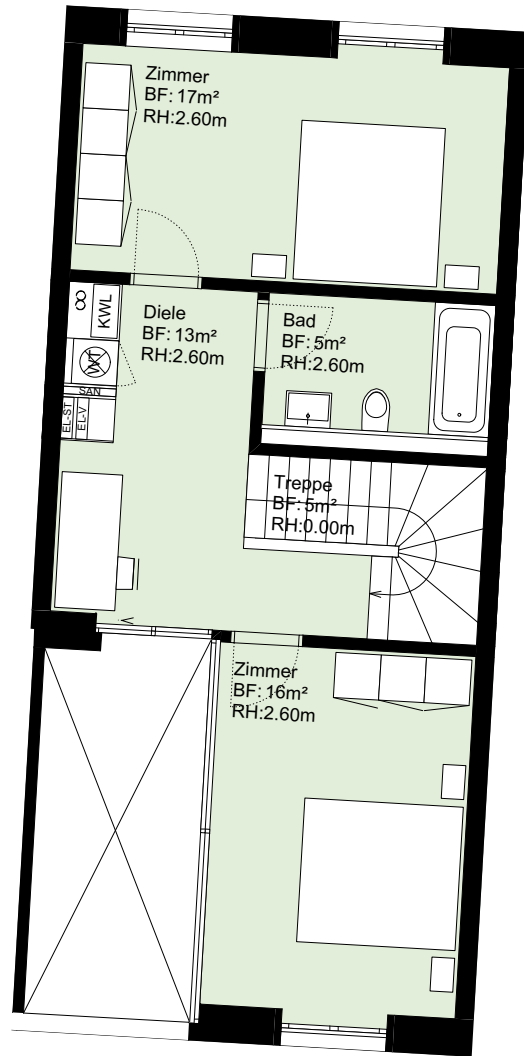 Zimmer
BF: 17m²
RH:2.60m
KWL
WT
SAN
EL-ST
EL-V
Diele
BF: 13m²
RH:2.60m
Bad
BF: 5m²
RH:2.60m
Treppe
BF: 5m²
RH:0.00m
Zimmer
BF: 16m²
RH:2.60m